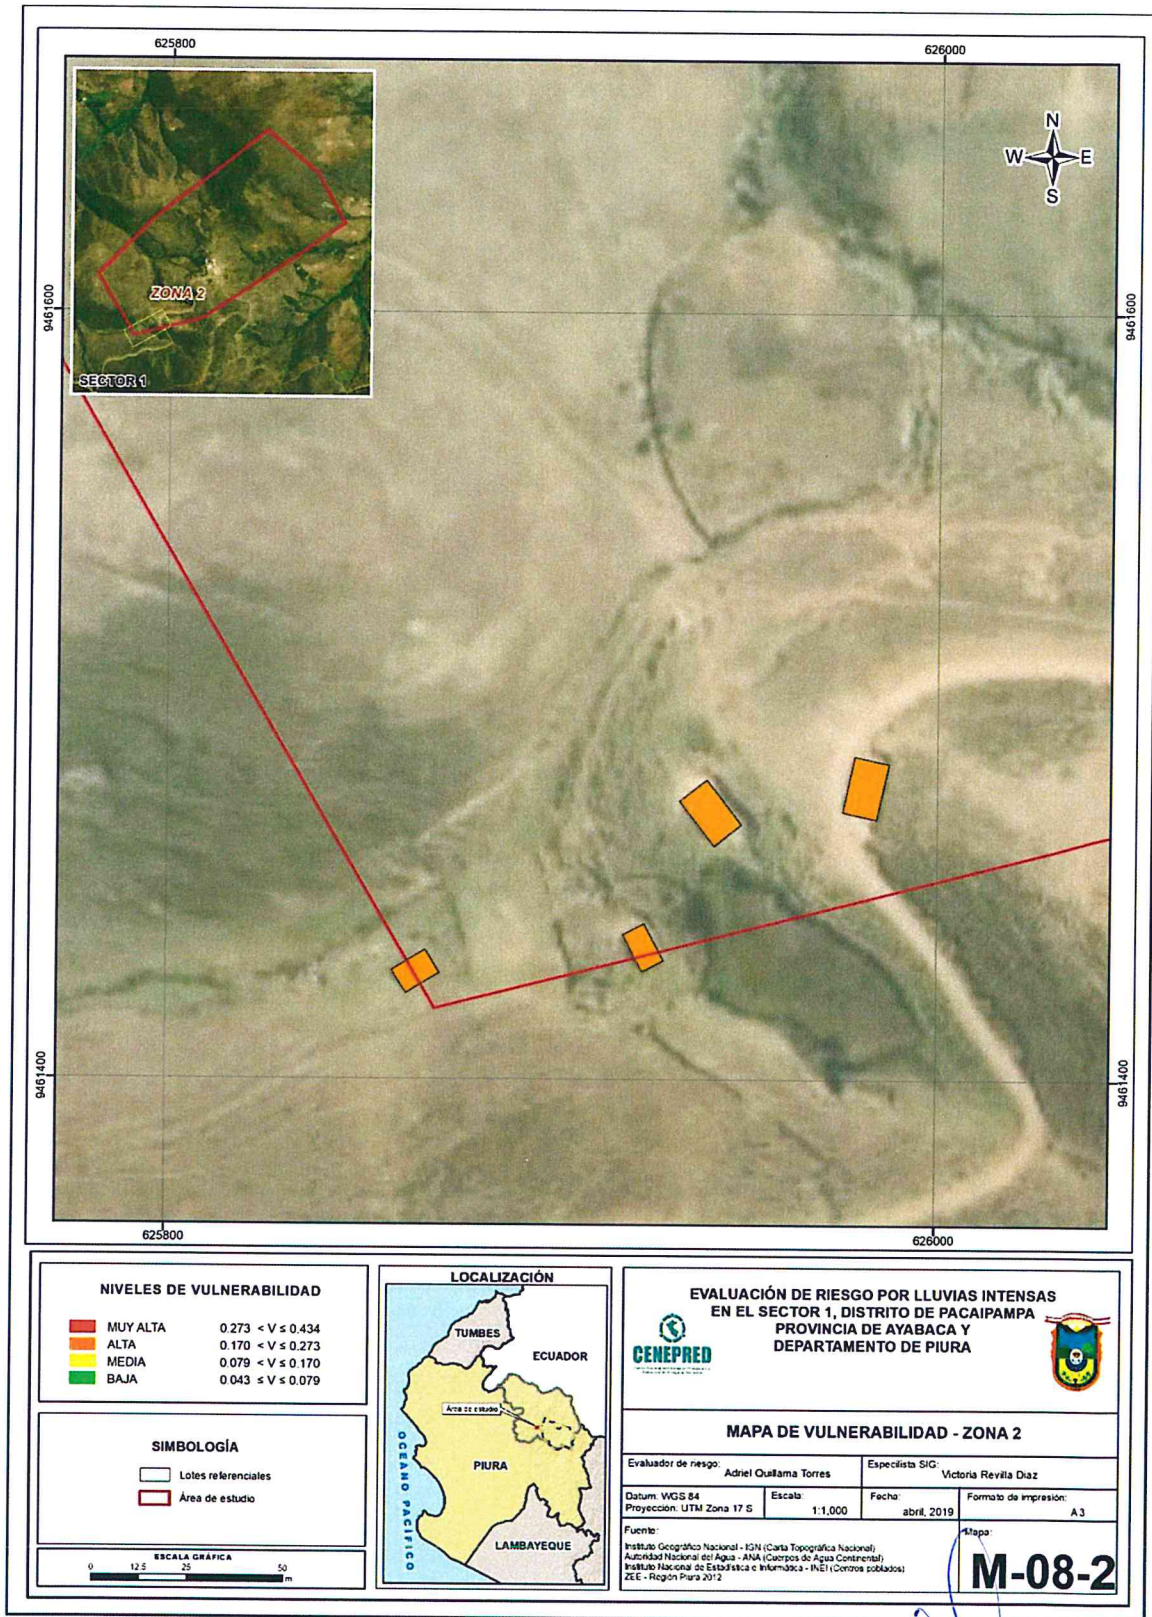 625800
626000
N
W
E
S
9461600
9461600
ZONA 2
SECTOR 1
9461400
9461400
625800
626000
NIVELES DE VULNERABILIDAD
MUY ALTA 0.273 < V ≤ 0.434
ALTA 0.170 < V ≤ 0.273
MEDIA 0.079 < V ≤ 0.170
BAJA 0.043 ≤ V ≤ 0.079
SIMBOLOGÍA
Lotes referenciales
Área de estudio
ESCALA GRÁFICA
0 12.5 25 50
m
LOCALIZACIÓN
TUMBES
ECUADOR
Área de estudio
PIURA
OCEANO PACIFICO
LAMBAYEQUE
EVALUACIÓN DE RIESGO POR LLUVIAS INTENSAS
EN EL SECTOR 1, DISTRITO DE PACAIPAMPA
PROVINCIA DE AYABACA Y
DEPARTAMENTO DE PIURA
CENEPRED
MAPA DE VULNERABILIDAD - ZONA 2
Evaluador de riesgo:
Adriel Quillama Torres
Especilista SIG:
Victoria Revilla Diaz
Datum: WGS 84
Proyección: UTM Zona 17 S
Escala:
1:1,000
Fecha:
abril, 2019
Formato de impresión:
A3
Fuente:
Instituto Geográfico Nacional - IGN (Carta Topográfica Nacional)
Autoridad Nacional del Agua - ANA (Cuerpos de Agua Continental)
Instituto Nacional de Estadística e Informática - INEI (Centros poblados)
ZEE - Región Piura 2012
Mapa:
M-08-2